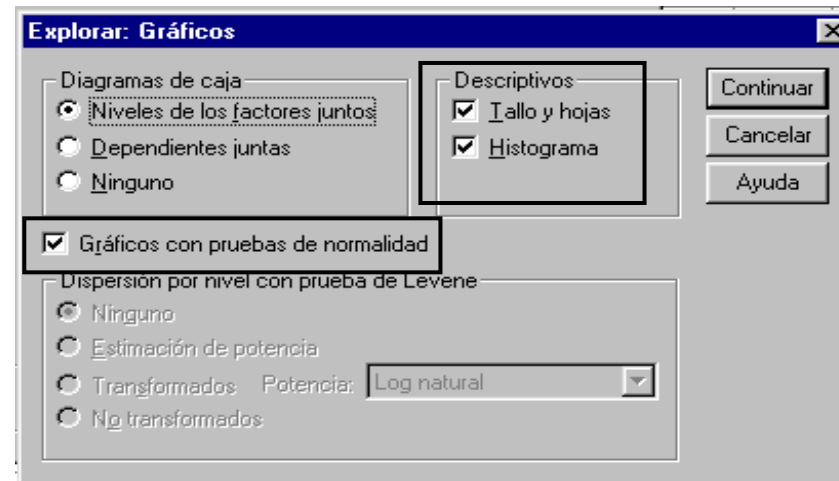 Explorar: Gráficos
Diagramas de caja
Niveles de los factores juntos
Dependientes juntas
Ninguno
Descriptivos
Tallo y hojas
Histograma
Continuar
Cancelar
Ayuda
Gráficos con pruebas de normalidad
Dispersión por nivel con prueba de Levene
Ninguno
Estimación de potencia
Transformados Potencia: Log natural
No transformados